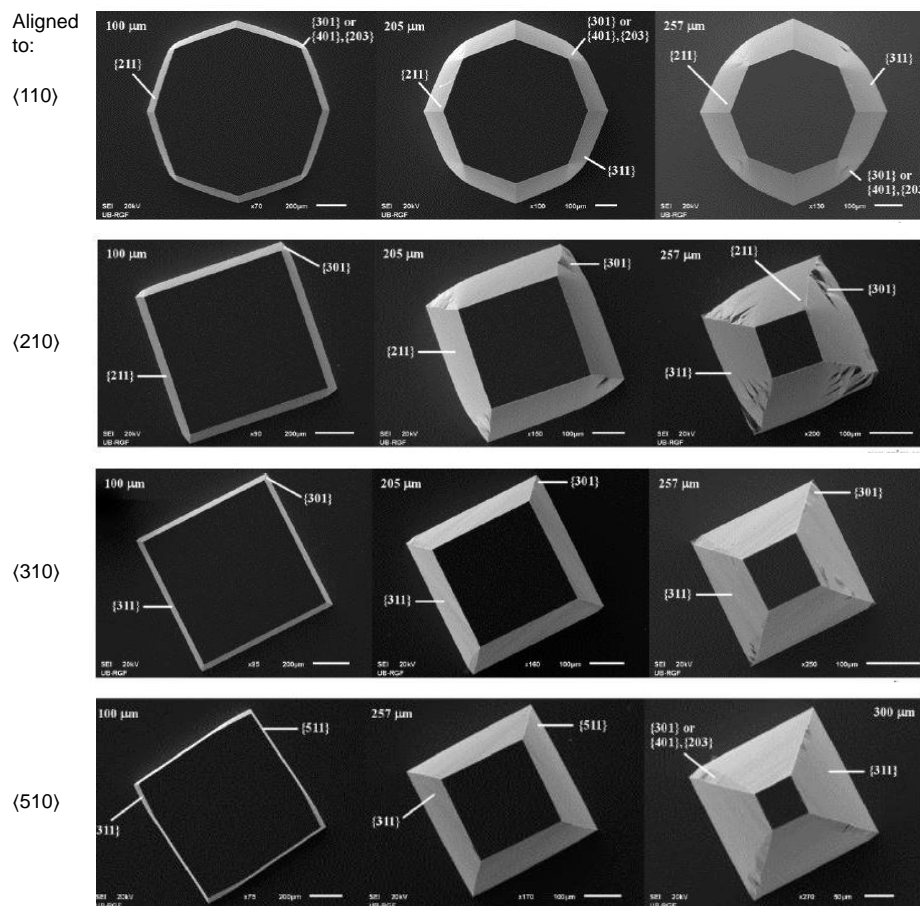 Aligned
to:
⟨110⟩
100 µm
{301} or
{401},{203}
{211}
SEI 20kV x70 200µm
UB-RGF
205 µm
{301} or
{401},{203}
{211}
{311}
SEI 20kV x100 100µm
UB-RGF
257 µm
{211}
{311}
{301} or
{401},{203
SEI 20kV x130 100µm
UB-RGF
⟨210⟩
100 µm
{301}
{211}
SEI 20kV x90 200µm
UB-RGF
205 µm
{301}
{211}
SEI 20kV x150 100µm
UB-RGF
257 µm
{211}
{301}
{311}
SEI 20kV x200 100µm
UB-RGF
⟨310⟩
100 µm
{301}
{311}
SEI 20kV x85 200µm
UB-RGF
205 µm
{301}
{311}
SEI 20kV x160 100µm
UB-RGF
257 µm
{301}
{311}
SEI 20kV x250 100µm
UB-RGF
⟨510⟩
100 µm
{511}
311}
SEI 20kV x75 200µm
UB-RGF
257 µm
{511}
{311}
SEI 20kV x170 100µm
UB-RGF
300 µm
{301} or
{401},{203}
{311}
SEI 20kV x270 50µm
UB-RGF